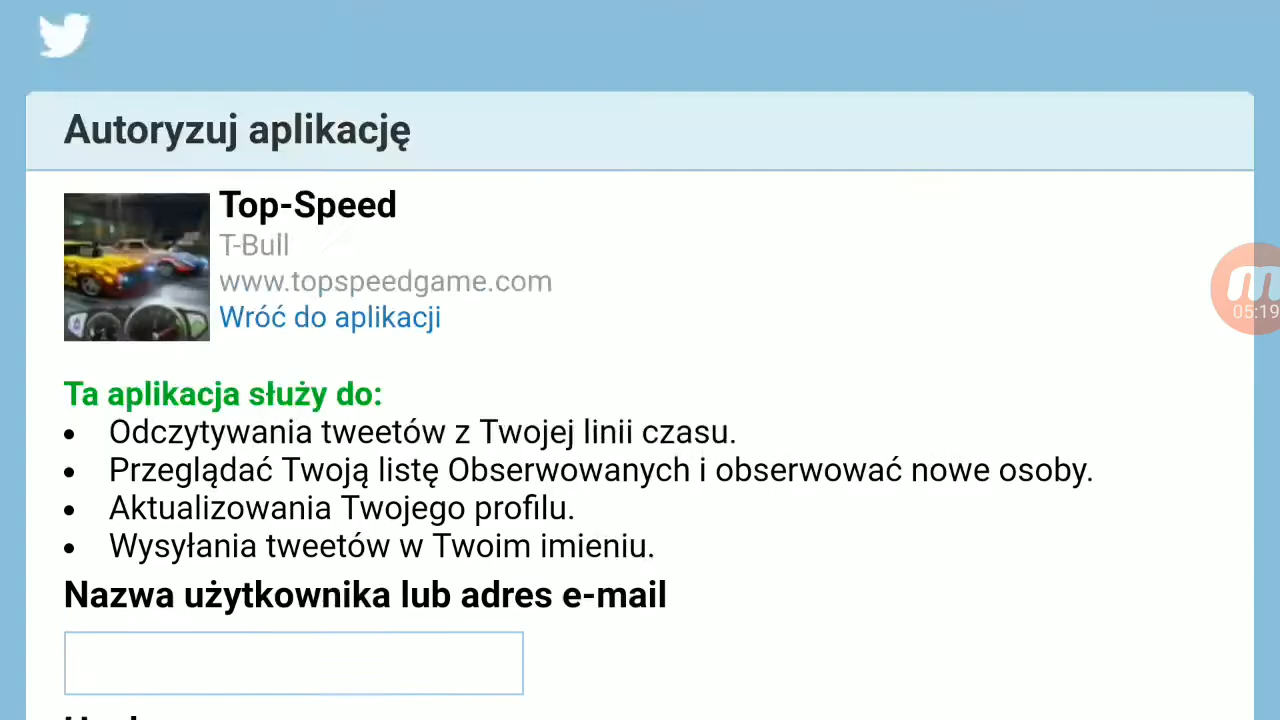 Autoryzuj aplikację
Top-Speed
T-Bull
www.topspeedgame.com
Wróć do aplikacji
05:19
Ta aplikacja służy do:
• Odczytywania tweetów z Twojej linii czasu.
• Przeglądać Twoją listę Obserwowanych i obserwować nowe osoby.
• Aktualizowania Twojego profilu.
• Wysyłania tweetów w Twoim imieniu.
Nazwa użytkownika lub adres e-mail